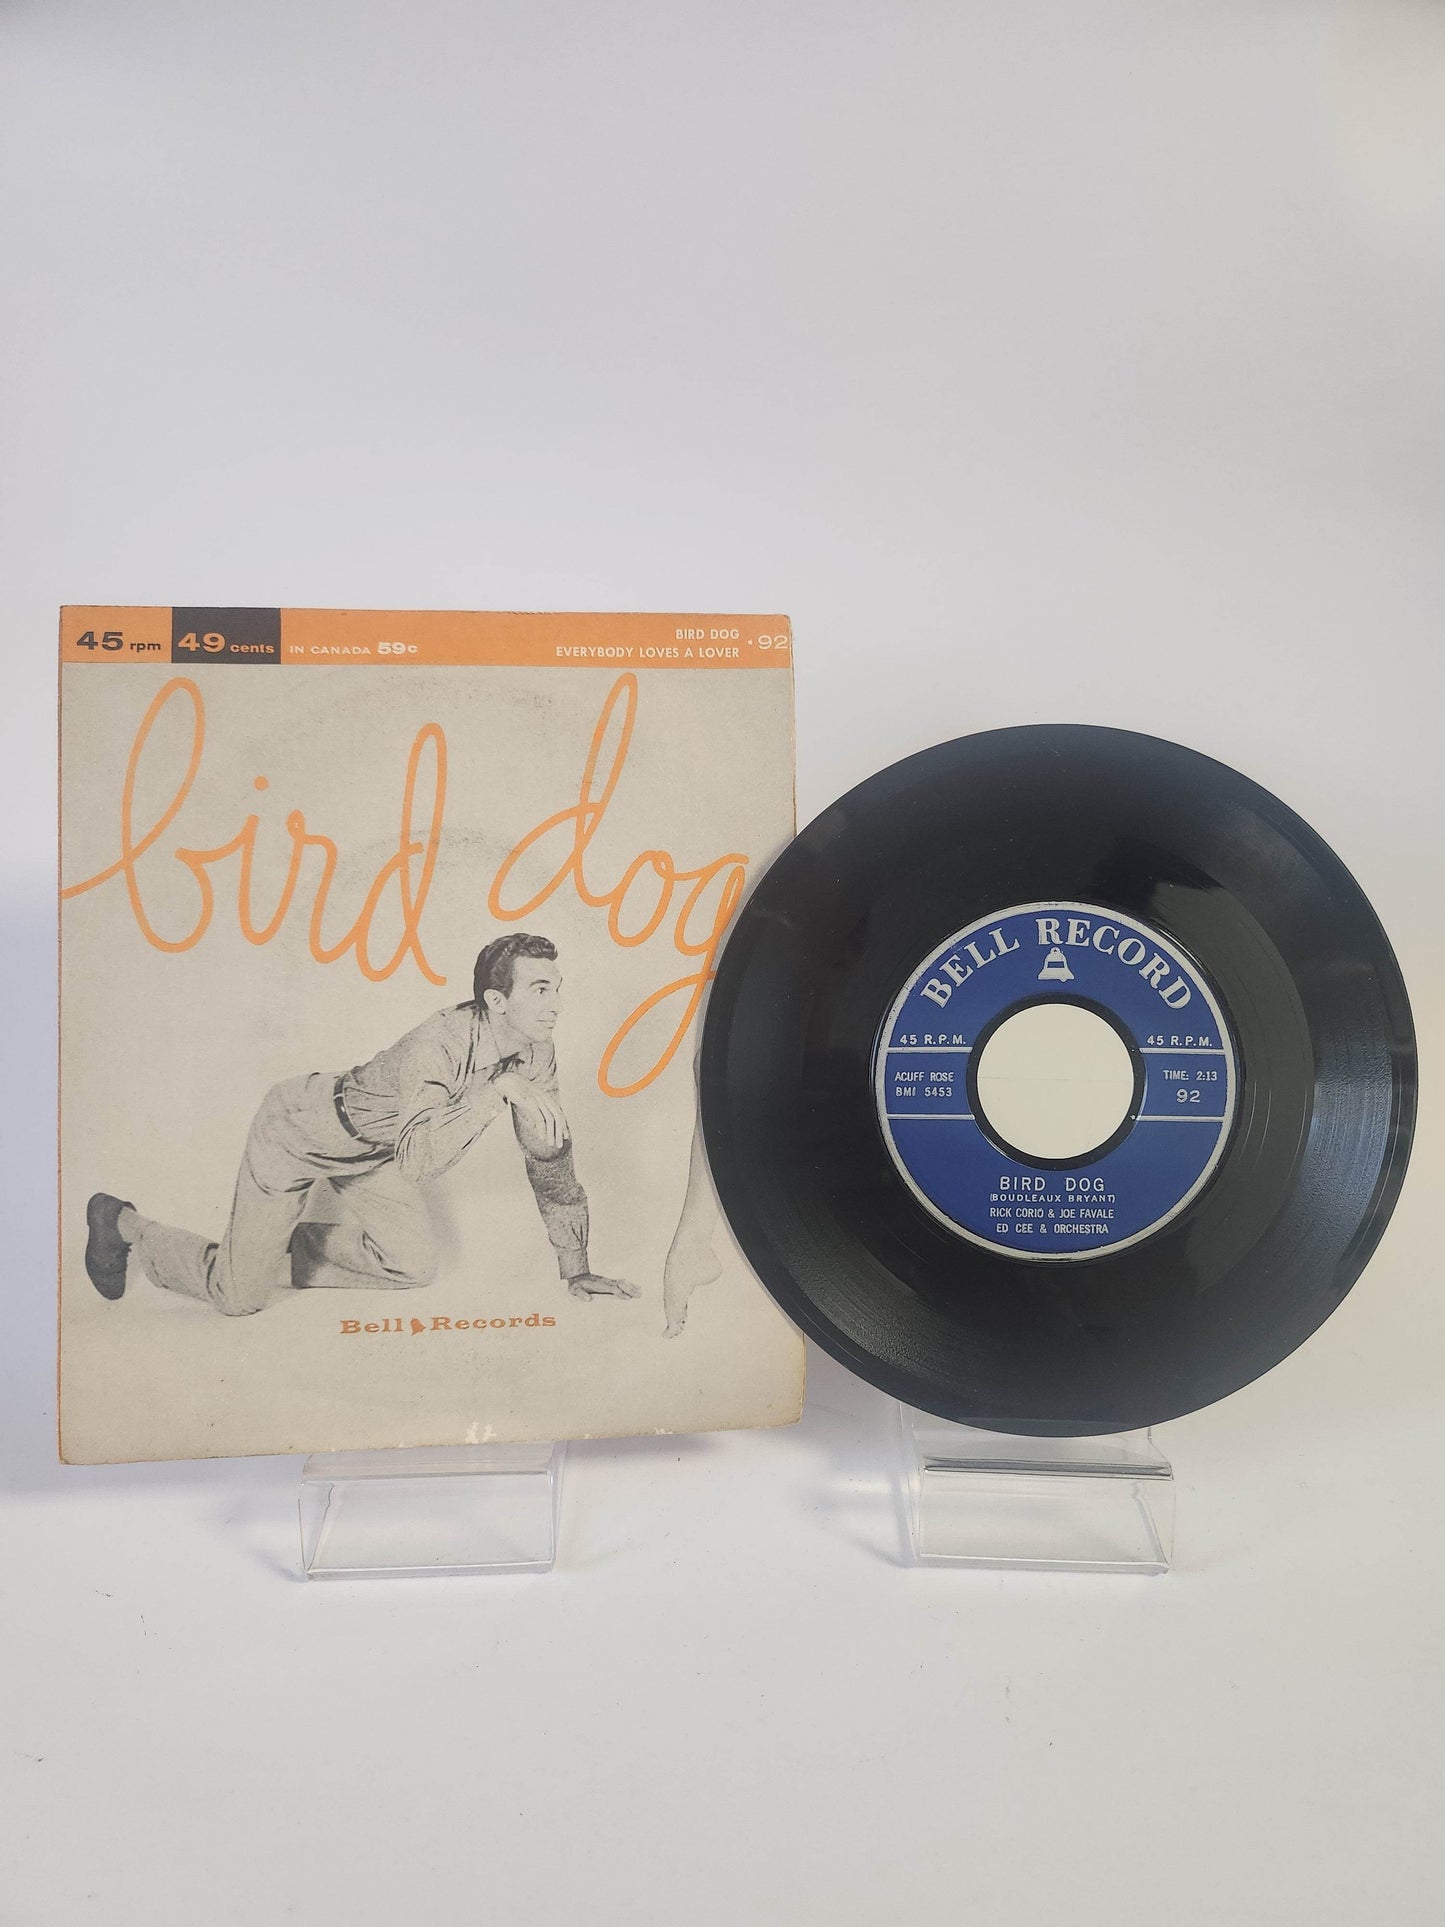 45 rpm 49 cents IN CANADA 59c
BIRD DOG
EVERYBODY LOVES A LOVER
• 92
bird dog
Bell Records
BELL RECORD
45 R.P.M. 45 R.P.M.
ACUFF ROSE
BMI 5453
TIME: 2:13
92
BIRD DOG
(BOUDLEAUX BRYANT)
RICK CORIO & JOE FAVALE
ED CEE & ORCHESTRA